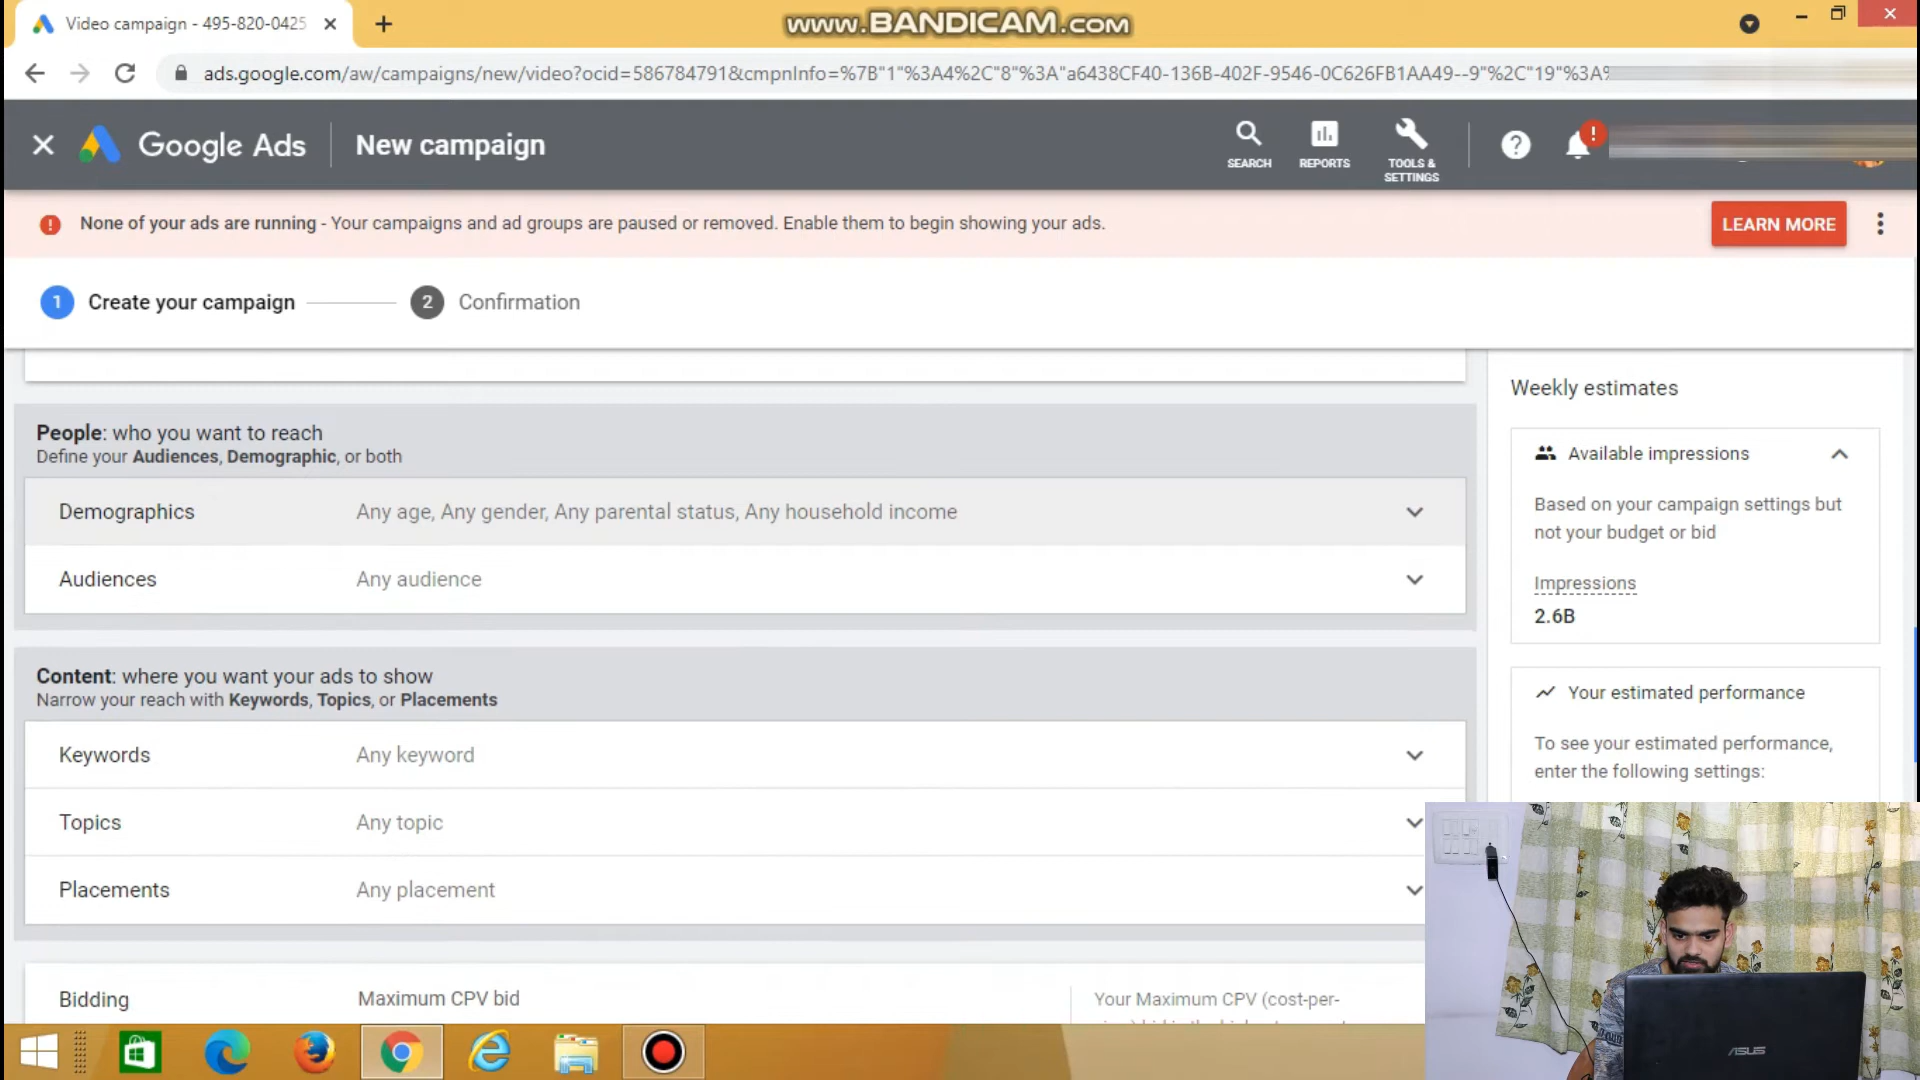 Video campaign - 495-820-0425
www.BANDICAM.com
ads.google.com/aw/campaigns/new/video?ocid=586784791&cmpnInfo=%7B"1"%3A4%2C"8"%3A"a6438CF40-136B-402F-9546-0C626FB1AA49--9"%2C"19"%3A
Google Ads
New campaign
SEARCH
REPORTS
TOOLS & SETTINGS
None of your ads are running - Your campaigns and ad groups are paused or removed. Enable them to begin showing your ads.
LEARN MORE
1 Create your campaign
2 Confirmation
People: who you want to reach
Define your Audiences, Demographic, or both
Demographics Any age, Any gender, Any parental status, Any household income
Audiences Any audience
Content: where you want your ads to show
Narrow your reach with Keywords, Topics, or Placements
Keywords Any keyword
Topics Any topic
Placements Any placement
Bidding Maximum CPV bid
Your Maximum CPV (cost-per-
Weekly estimates
Available impressions
Based on your campaign settings but
not your budget or bid
Impressions
2.6B
Your estimated performance
To see your estimated performance,
enter the following settings:
ASUS